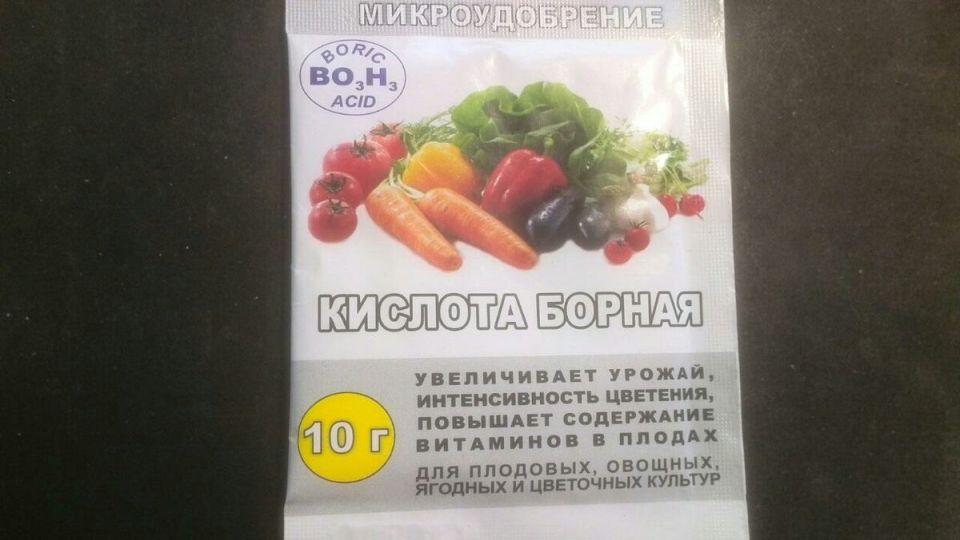 МИКРОУДОБРЕНИЕ
BORIC
BO3H3
ACID
КИСЛОТА БОРНАЯ
10 г
УВЕЛИЧИВАЕТ УРОЖАЙ,
ИНТЕНСИВНОСТЬ ЦВЕТЕНИЯ,
ПОВЫШАЕТ СОДЕРЖАНИЕ
ВИТАМИНОВ В ПЛОДАХ
ДЛЯ ПЛОДОВЫХ, ОВОЩНЫХ,
ЯГОДНЫХ И ЦВЕТОЧНЫХ КУЛЬТУР